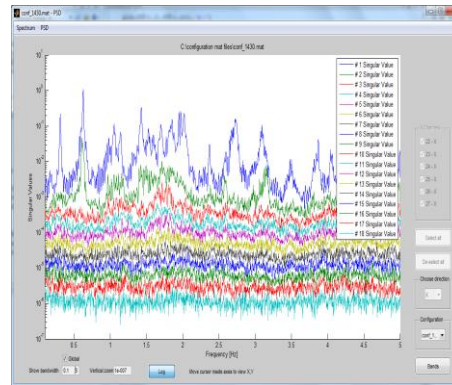 conf_1430.mat - PSD
Spectrum PSD
C:\configuration mat files\conf_1430.mat
# 1 Singular Value
# 2 Singular Value
# 3 Singular Value
# 4 Singular Value
# 5 Singular Value
# 6 Singular Value
# 7 Singular Value
# 8 Singular Value
# 9 Singular Value
# 10 Singular Value
# 11 Singular Value
# 12 Singular Value
# 13 Singular Value
# 14 Singular Value
# 15 Singular Value
# 16 Singular Value
# 17 Singular Value
# 18 Singular Value
Singular Values
0.5 1 1.5 2 2.5 3 3.5 4 4.5 5
Frequency [Hz]
Select all
De-select all
Choose direction
Configuration
conf_1...
Bands
Global
Show bandwidth 0.1 Vertical zoom 1e-007 Log Move cursor inside axes to view X,Y